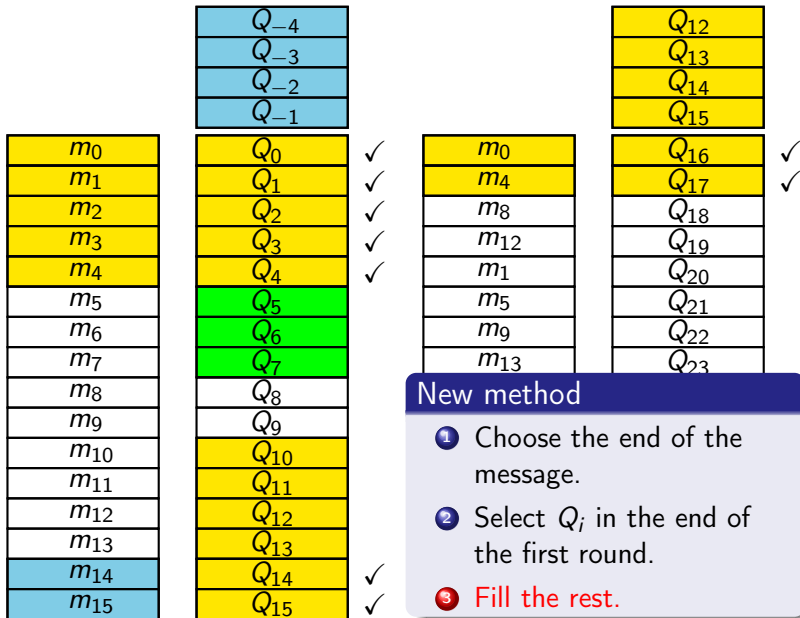 Q₋₄
Q₋₃
Q₋₂
Q₋₁
m₀ Q₀ ✓
m₁ Q₁ ✓
m₂ Q₂ ✓
m₃ Q₃ ✓
m₄ Q₄ ✓
m₅ Q₅
m₆ Q₆
m₇ Q₇
m₈ Q₈
m₉ Q₉
m₁₀ Q₁₀
m₁₁ Q₁₁
m₁₂ Q₁₂
m₁₃ Q₁₃
m₁₄ Q₁₄ ✓
m₁₅ Q₁₅ ✓
Q₁₂
Q₁₃
Q₁₄
Q₁₅
m₀ Q₁₆ ✓
m₄ Q₁₇ ✓
m₈ Q₁₈
m₁₂ Q₁₉
m₁ Q₂₀
m₅ Q₂₁
m₉ Q₂₂
m₁₃ Q₂₃
New method
1 Choose the end of the
message.
2 Select Qᵢ in the end of
the first round.
3 Fill the rest.